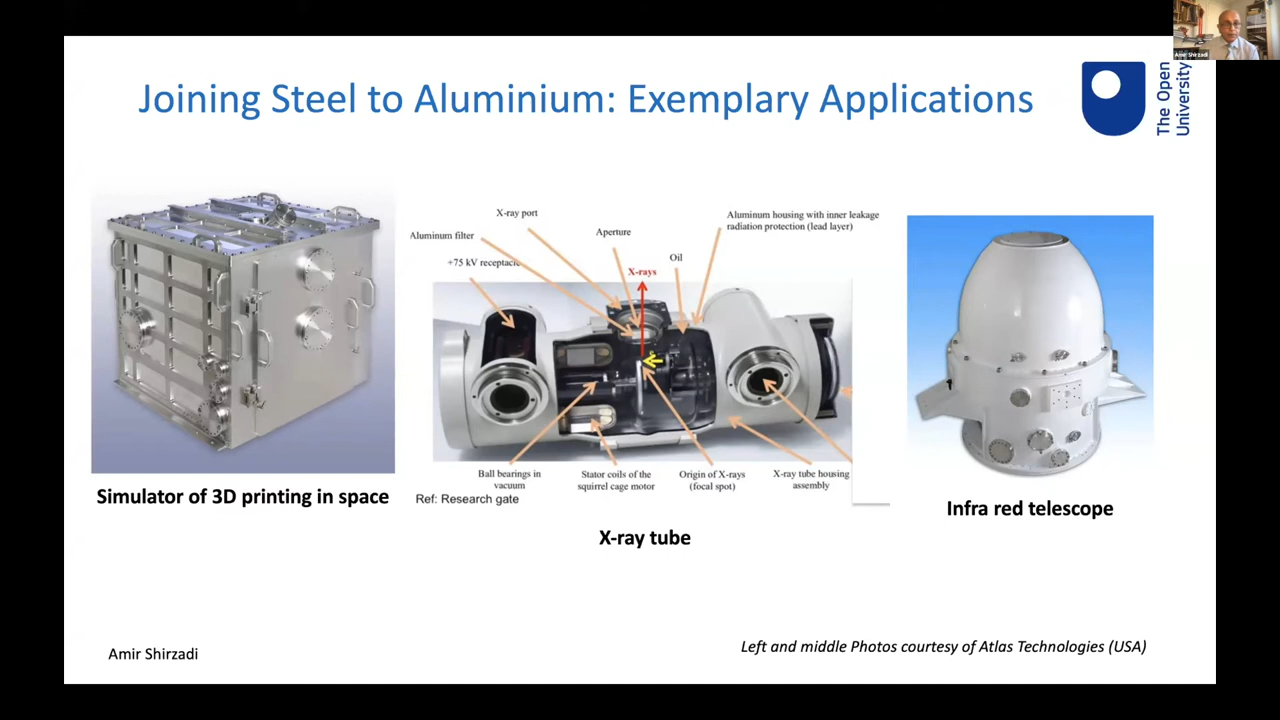 Amir Shirzadi
Joining Steel to Aluminium: Exemplary Applications
The Open
University
X-ray port
Aluminum filter
+75 kV receptacle
Aperture
X-rays
Oil
Aluminum housing with inner leakage
radiation protection (lead layer)
e-
Ball bearings in
vacuum
Stator coils of the
squirrel cage motor
Origin of X-rays
(focal spot)
X-ray tube housing
assembly
Ref: Research gate
Simulator of 3D printing in space
X-ray tube
Infra red telescope
Left and middle Photos courtesy of Atlas Technologies (USA)
Amir Shirzadi